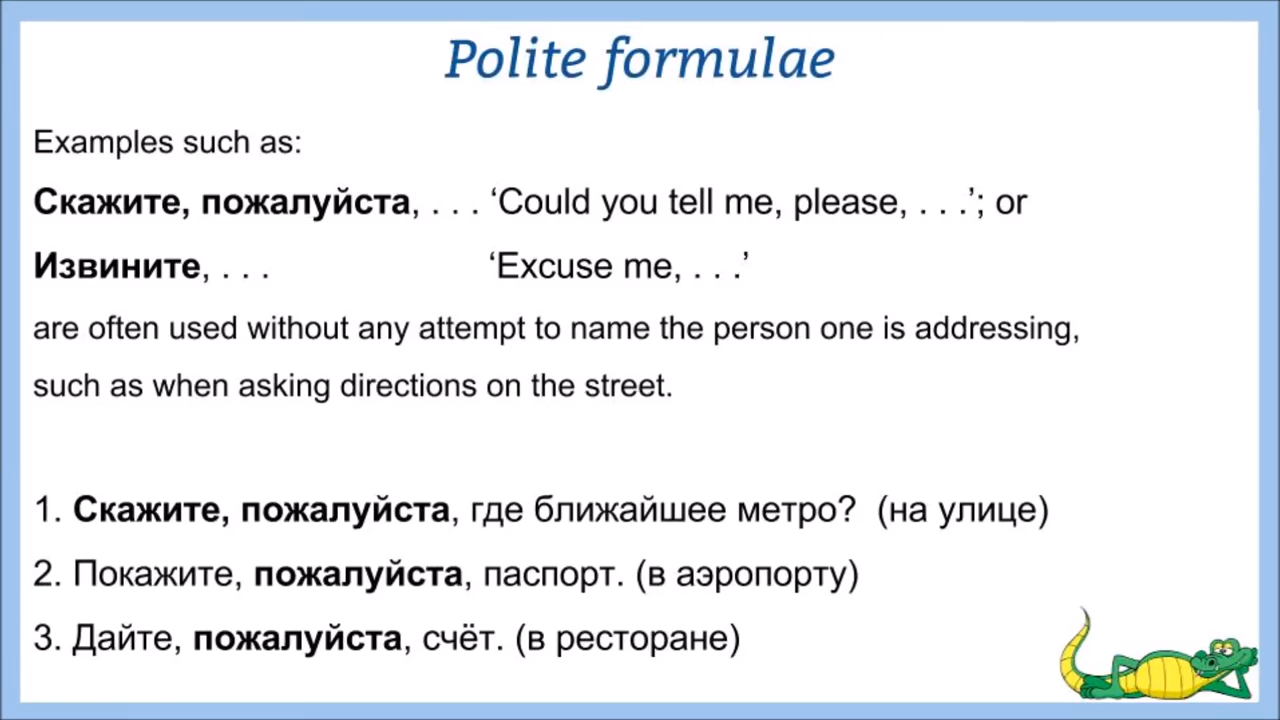 Polite formulae
Examples such as:
Скажите, пожалуйста, . . . ‘Could you tell me, please, . . .’; or
Извините, . . . ‘Excuse me, . . .’
are often used without any attempt to name the person one is addressing,
such as when asking directions on the street.
1. Скажите, пожалуйста, где ближайшее метро? (на улице)
2. Покажите, пожалуйста, паспорт. (в аэропорту)
3. Дайте, пожалуйста, счёт. (в ресторане)